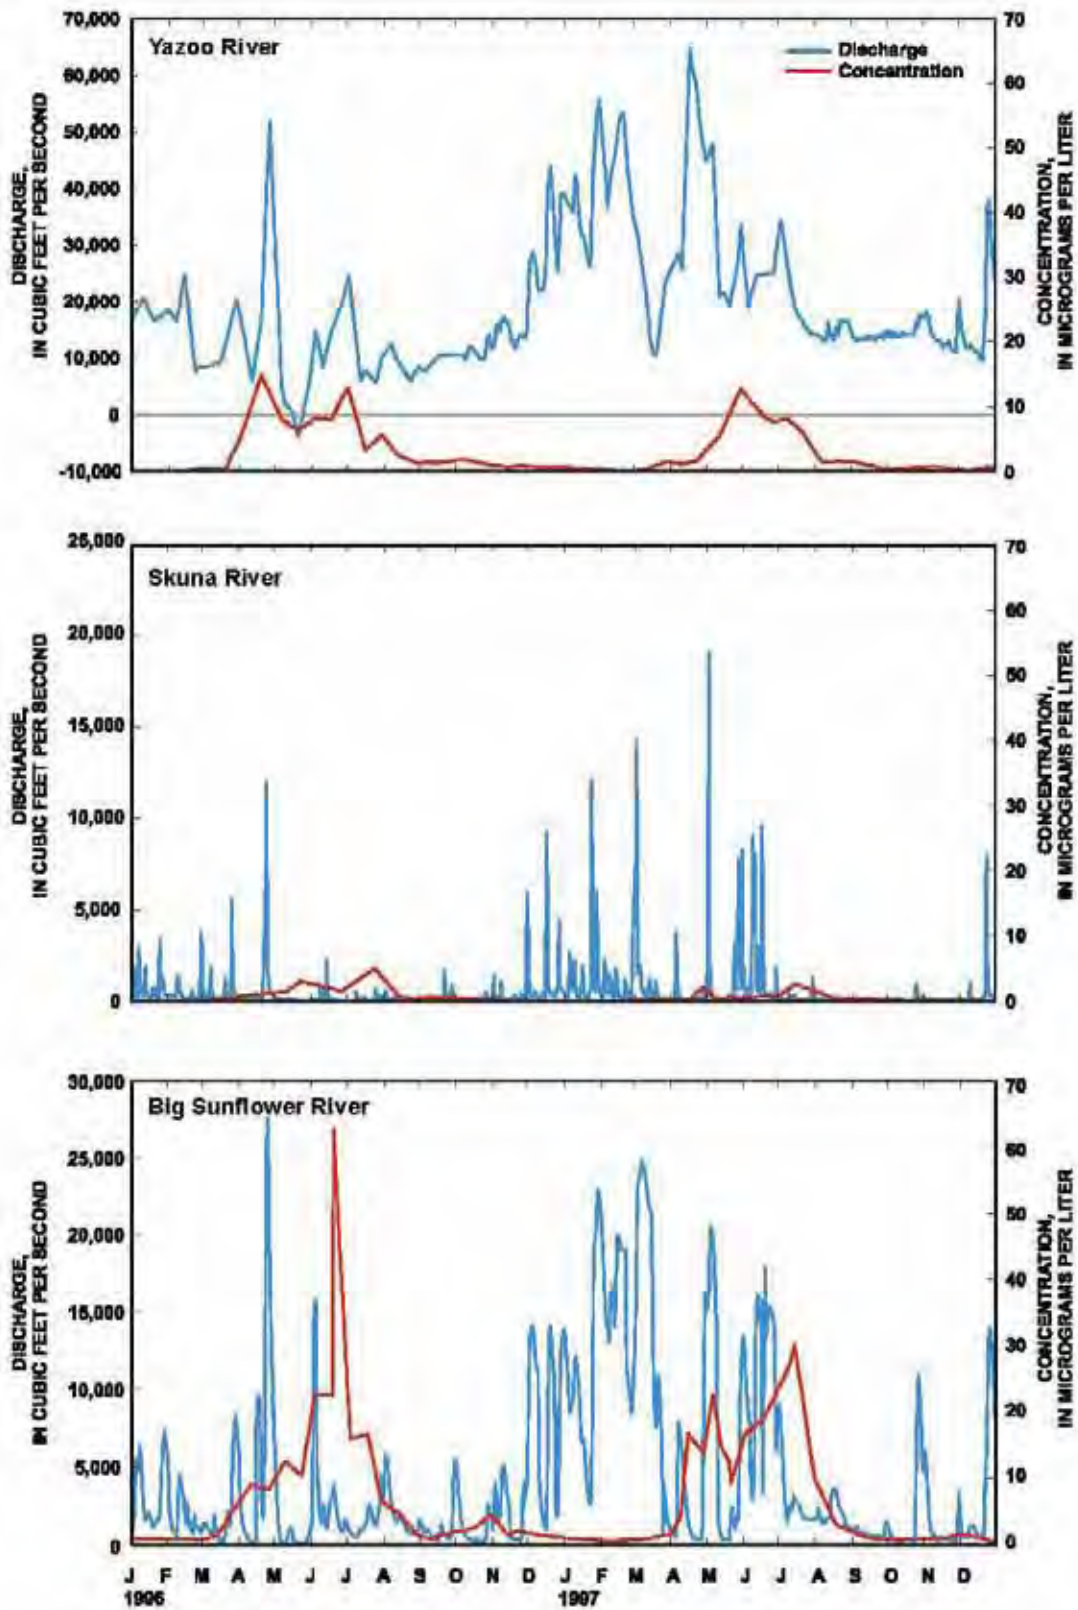 Yazoo River
Discharge
Concentration
DISCHARGE,
IN CUBIC FEET PER SECOND
70,000
60,000
50,000
40,000
30,000
20,000
10,000
0
-10,000
70
60
50
40
30
20
10
0
CONCENTRATION,
IN MICROGRAMS PER LITER
Skuna River
DISCHARGE,
IN CUBIC FEET PER SECOND
25,000
20,000
15,000
10,000
5,000
0
70
60
50
40
30
20
10
0
CONCENTRATION,
IN MICROGRAMS PER LITER
Big Sunflower River
DISCHARGE,
IN CUBIC FEET PER SECOND
30,000
25,000
20,000
15,000
10,000
5,000
0
70
60
50
40
30
20
10
0
CONCENTRATION,
IN MICROGRAMS PER LITER
J F M A M J J A S O N D J F M A M J J A S O N D
1996 1997